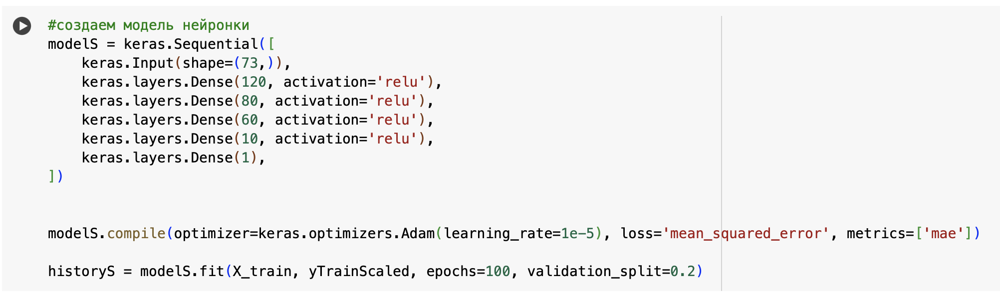 #создаем модель нейронки
modelS = keras.Sequential([
    keras.Input(shape=(73,)),
    keras.layers.Dense(120, activation='relu'),
    keras.layers.Dense(80, activation='relu'),
    keras.layers.Dense(60, activation='relu'),
    keras.layers.Dense(10, activation='relu'),
    keras.layers.Dense(1),
])
modelS.compile(optimizer=keras.optimizers.Adam(learning_rate=1e-5), loss='mean_squared_error', metrics=['mae'])
historyS = modelS.fit(X_train, yTrainScaled, epochs=100, validation_split=0.2)